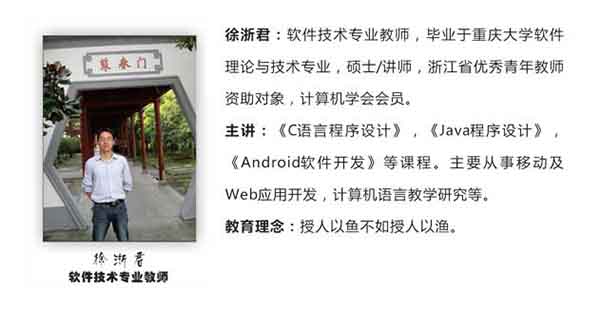 徐浙君：软件技术专业教师，毕业于重庆大学软件
理论与技术专业，硕士/讲师，浙江省优秀青年教师
资助对象，计算机学会会员。
主讲：《C语言程序设计》，《Java程序设计》，
《Android软件开发》等课程。主要从事移动及
Web应用开发，计算机语言教学研究等。
教育理念：授人以鱼不如授人以渔。
门
徐浙君
软件技术专业教师